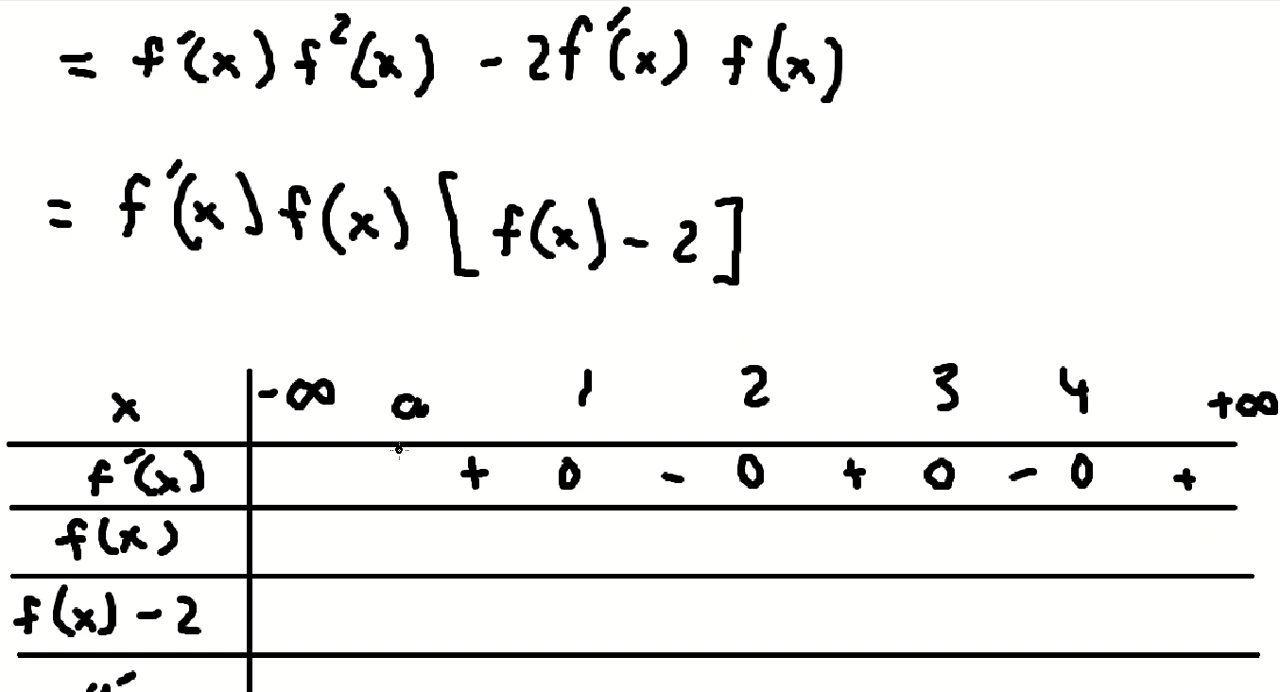 = f'(x) f²(x) - 2f'(x) f(x)
= f'(x) f(x) [ f(x) - 2 ]
x -∞ a 1 2 3 4 +∞
f'(x) + 0 - 0 + 0 - 0 +
f(x)
f(x) - 2